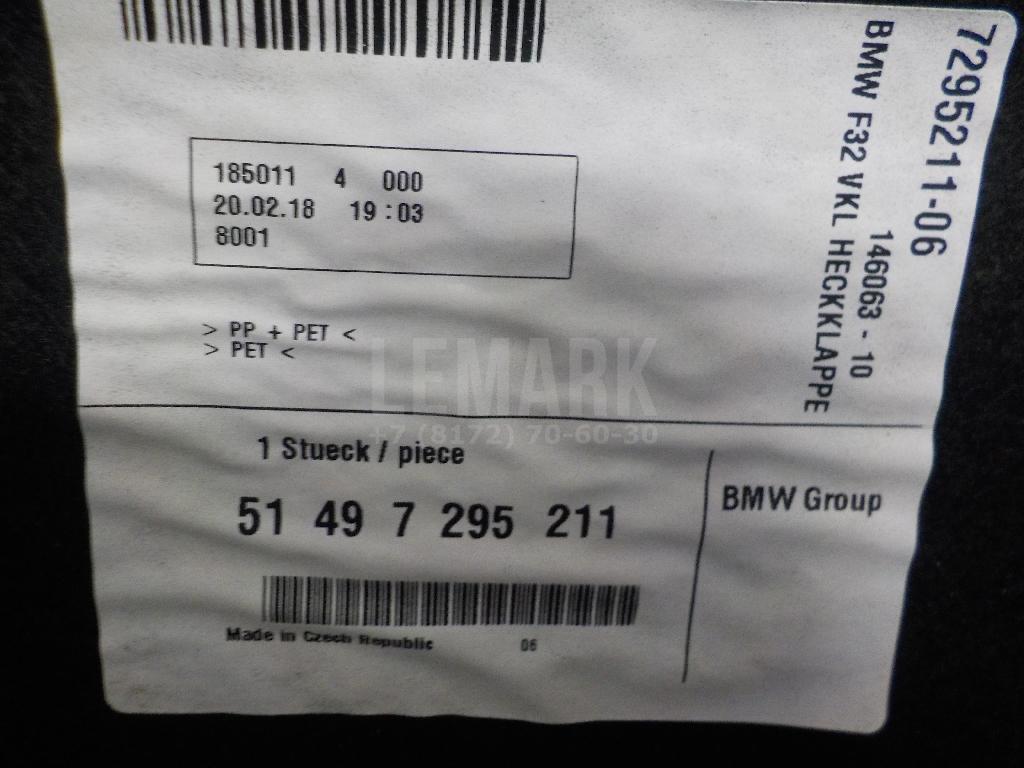 7295211-06
146063 - 10
BMW F32 VKL HECKKLAPPE
185011 4 000
20.02.18 19:03
8001
> PP + PET <
> PET <
LEMARK
+7 (8172) 70-60-30
1 Stueck / piece
51 49 7 295 211
BMW Group
Made in Czech Republic 06